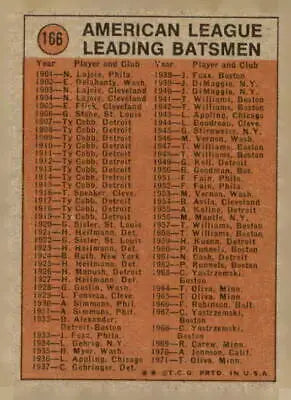 166
AMERICAN LEAGUE
LEADING BATSMEN
Year Player and Club
1901—N. Lajoie, Phila.
1902—E. Delahanty, Wash.
1903—N. Lajoie, Cleveland
1904—N. Lajoie, Cleveland
1905—E. Flick, Cleveland
1906—G. Stone, St. Louis
1907—Ty Cobb, Detroit
1908—Ty Cobb, Detroit
1909—Ty Cobb, Detroit
1910—Ty Cobb, Detroit
1911—Ty Cobb, Detroit
1912—Ty Cobb, Detroit
1913—Ty Cobb, Detroit
1914—Ty Cobb, Detroit
1915—Ty Cobb, Detroit
1916—T. Speaker, Cleve.
1917—Ty Cobb, Detroit
1918—Ty Cobb, Detroit
1919—Ty Cobb, Detroit
1920—G. Sisler, St. Louis
1921—H. Heilmann, Det.
1922—G. Sisler, St. Louis
1923—H. Heilmann, Det.
1924—B. Ruth, New York
1925—H. Heilmann, Det.
1926—H. Manush, Detroit
1927—H. Heilmann, Det.
1928—G. Goslin, Wash.
1929—L. Fonseca, Cleve.
1930—A. Simmons, Phil.
1931—A. Simmons, Phil.
1932—D. Alexander,
Detroit-Boston
1933—J. Foxx, Phil.
1934—L. Gehrig, N.Y.
1935—B. Myer, Wash.
1936—L. Appling, Chicago
1937—C. Gehringer, Det.
Year Player and Club
1938—J. Foxx, Boston
1939—J. DiMaggio, N.Y.
1940—J. DiMaggio, N.Y.
1941—T. Williams, Boston
1942—T. Williams, Boston
1943—L. Appling, Chicago
1944—L. Boudreau, Clev.
1945—G. Stirnweiss, N.Y.
1946—M. Vernon, Wash.
1947—T. Williams, Boston
1948—T. Williams, Boston
1949—G. Kell, Detroit
1950—B. Goodman, Bos.
1951—F. Fain, Phila.
1952—F. Fain, Phila.
1953—M. Vernon, Wash.
1954—R. Avila, Cleveland
1955—A. Kaline, Detroit
1956—M. Mantle, N.Y.
1957—T. Williams, Boston
1958—T. Williams, Boston
1959—H. Kuenn, Detroit
1960—P. Runnels, Boston
1961—N. Cash, Detroit
1962—P. Runnels, Boston
1963—C. Yastrzemski,
Boston
1964—T. Oliva, Minn.
1965—T. Oliva, Minn.
1966—F. Robinson, Balt.
1967—C. Yastrzemski,
Boston
1968—C. Yastrzemski,
Boston
1969—R. Carew, Minn.
1970—A. Johnson, Calif.
1971—T. Oliva, Minn.
© T.C.G. PRTD. IN U.S.A.